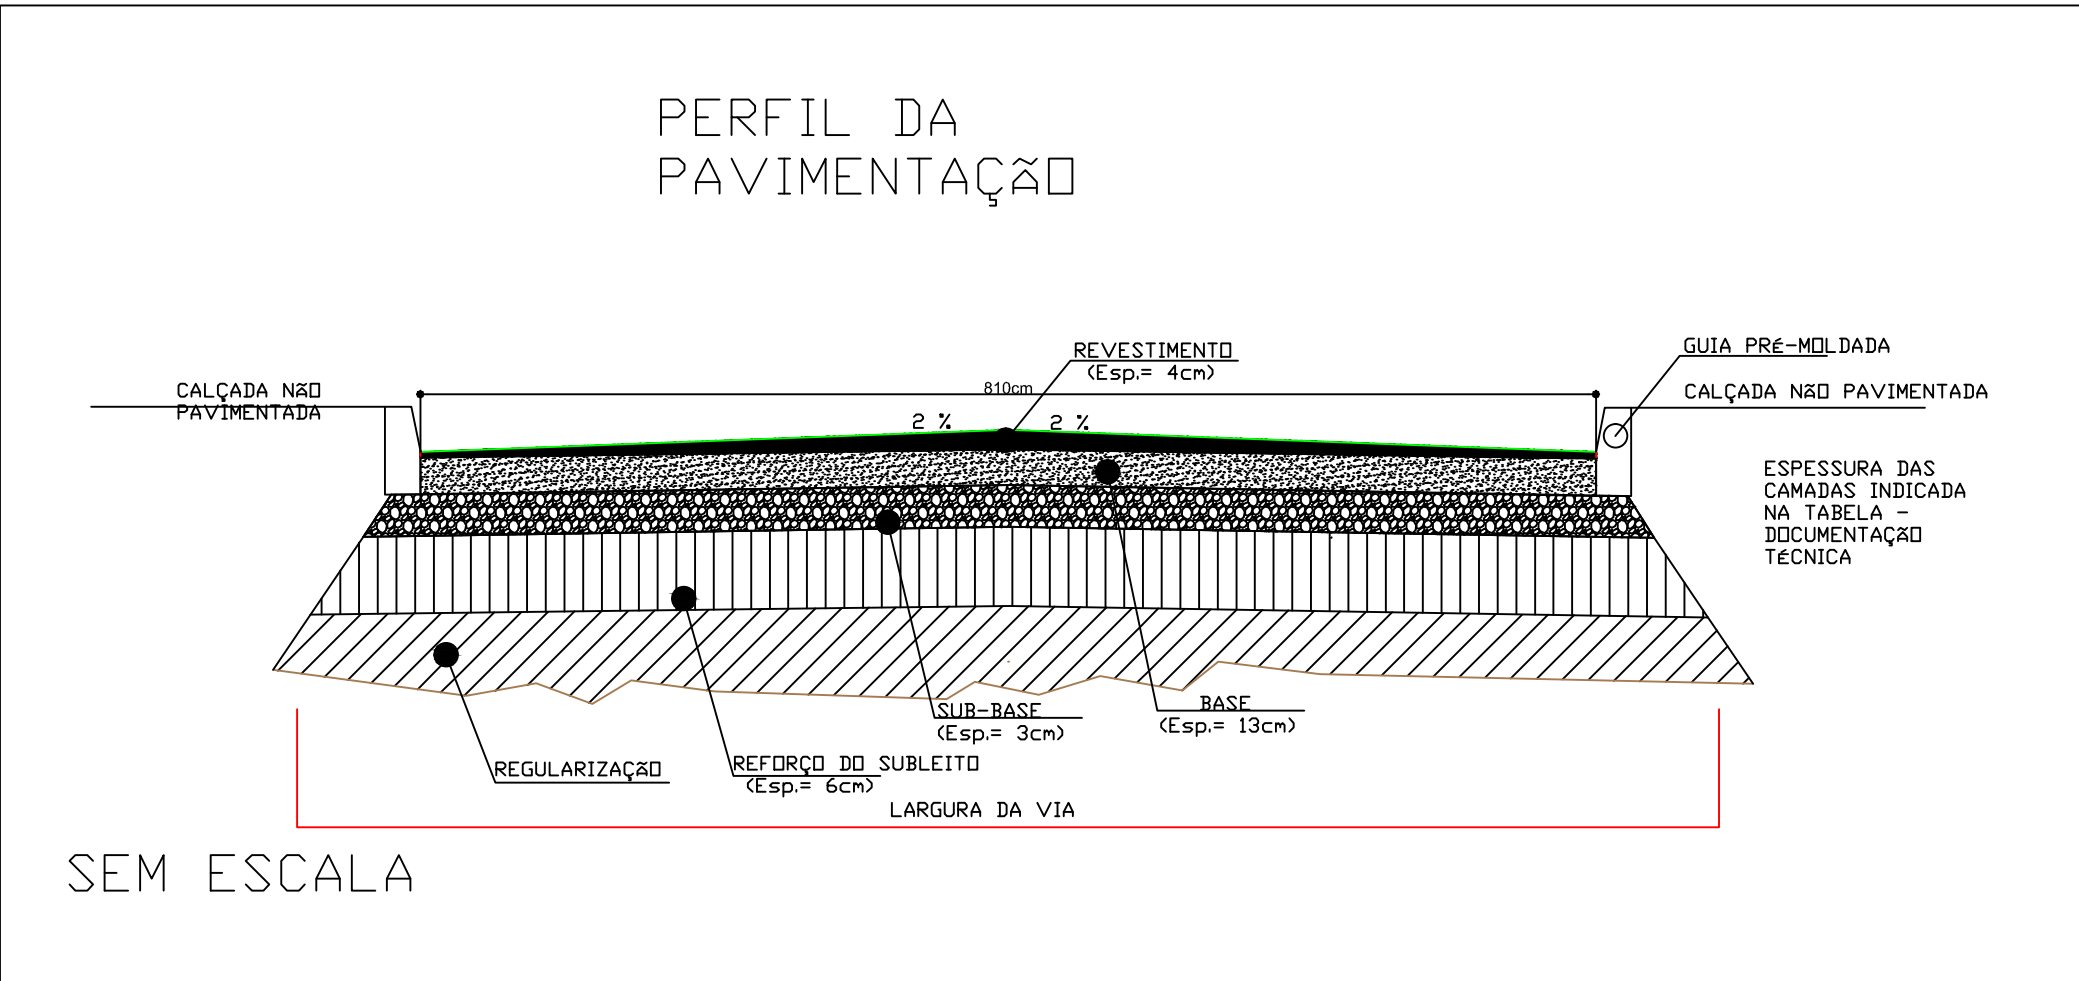 PERFIL DA
PAVIMENTAÇÃO
REVESTIMENTO
(Esp.= 4cm)
GUIA PRÉ-MOLDADA
CALÇADA NÃO
PAVIMENTADA
810cm
CALÇADA NÃO PAVIMENTADA
2 %
2 %
ESPESSURA DAS
CAMADAS INDICADA
NA TABELA -
DOCUMENTAÇÃO
TÉCNICA
SUB-BASE
(Esp.= 3cm)
BASE
(Esp.= 13cm)
REGULARIZAÇÃO
REFORÇO DO SUBLEITO
(Esp.= 6cm)
LARGURA DA VIA
SEM ESCALA